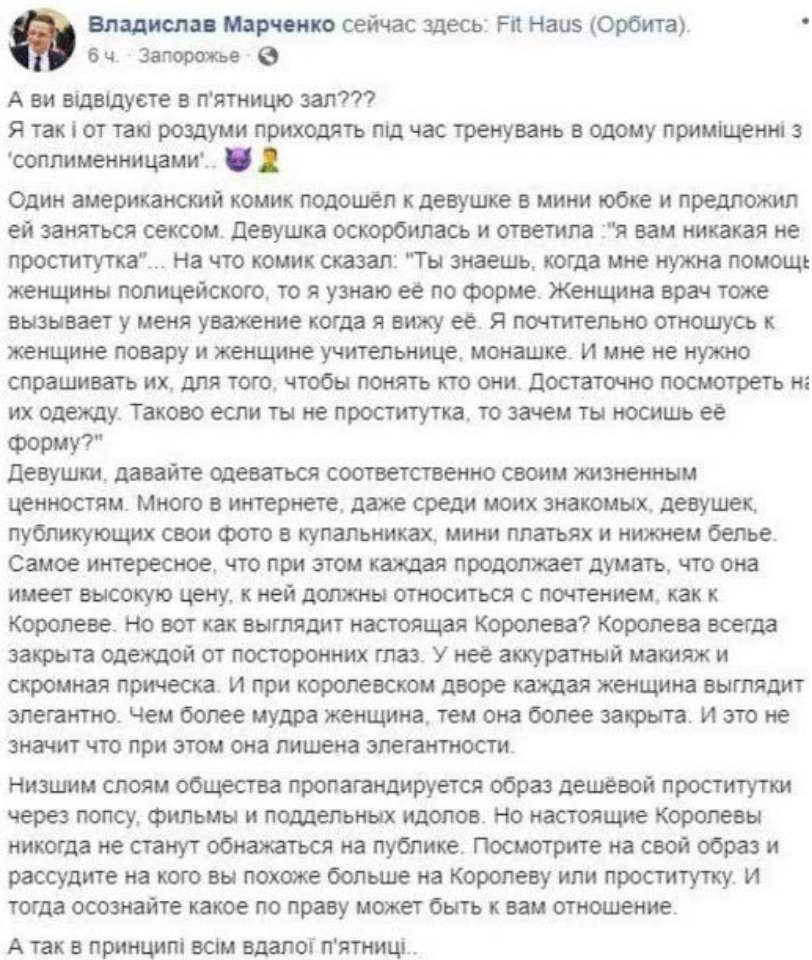 Владислав Марченко сейчас здесь: Fit Haus (Орбита).
6 ч. · Запорожье ·
А ви відвідуєте в п'ятницю зал???
Я так і от такі роздуми приходять під час тренувань в одому приміщенні з
'соплименницами'.. 😈🤦‍♂️
Один американский комик подошёл к девушке в мини юбке и предложил
ей заняться сексом. Девушка оскорбилась и ответила :"я вам никакая не
проститутка"... На что комик сказал: "Ты знаешь, когда мне нужна помощь
женщины полицейского, то я узнаю её по форме. Женщина врач тоже
вызывает у меня уважение когда я вижу её. Я почтительно отношусь к
женщине повару и женщине учительнице, монашке. И мне не нужно
спрашивать их, для того, чтобы понять кто они. Достаточно посмотреть на
их одежду. Таково если ты не проститутка, то зачем ты носишь её
форму?"
Девушки, давайте одеваться соответственно своим жизненным
ценностям. Много в интернете, даже среди моих знакомых, девушек,
публикующих свои фото в купальниках, мини платьях и нижнем белье.
Самое интересное, что при этом каждая продолжает думать, что она
имеет высокую цену, к ней должны относиться с почтением, как к
Королеве. Но вот как выглядит настоящая Королева? Королева всегда
закрыта одеждой от посторонних глаз. У неё аккуратный макияж и
скромная прическа. И при королевском дворе каждая женщина выглядит
элегантно. Чем более мудра женщина, тем она более закрыта. И это не
значит что при этом она лишена элегантности.
Низшим слоям общества пропагандируется образ дешёвой проститутки
через попсу, фильмы и поддельных идолов. Но настоящие Королевы
никогда не станут обнажаться на публике. Посмотрите на свой образ и
рассудите на кого вы похоже больше на Королеву или проститутку. И
тогда осознайте какое по праву может быть к вам отношение.
А так в принципі всім вдалої п'ятниці..